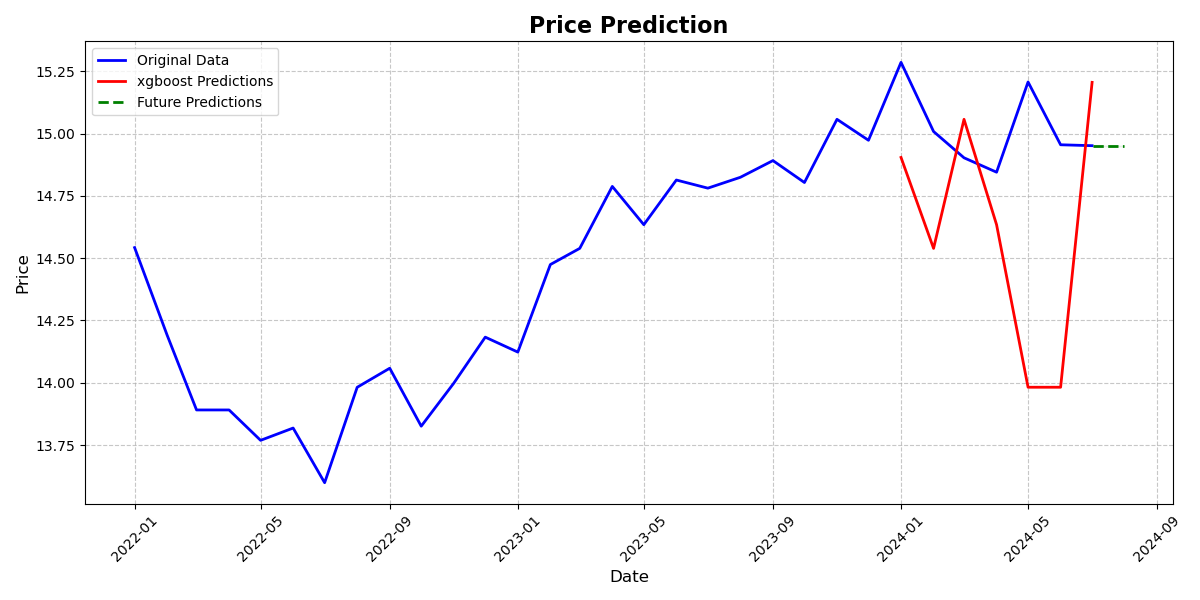 Price Prediction
Original Data
xgboost Predictions
Future Predictions
15.25
15.00
14.75
14.50
14.25
14.00
13.75
Price
2022-01
2022-05
2022-09
2023-01
2023-05
2023-09
2024-01
2024-05
2024-09
Date